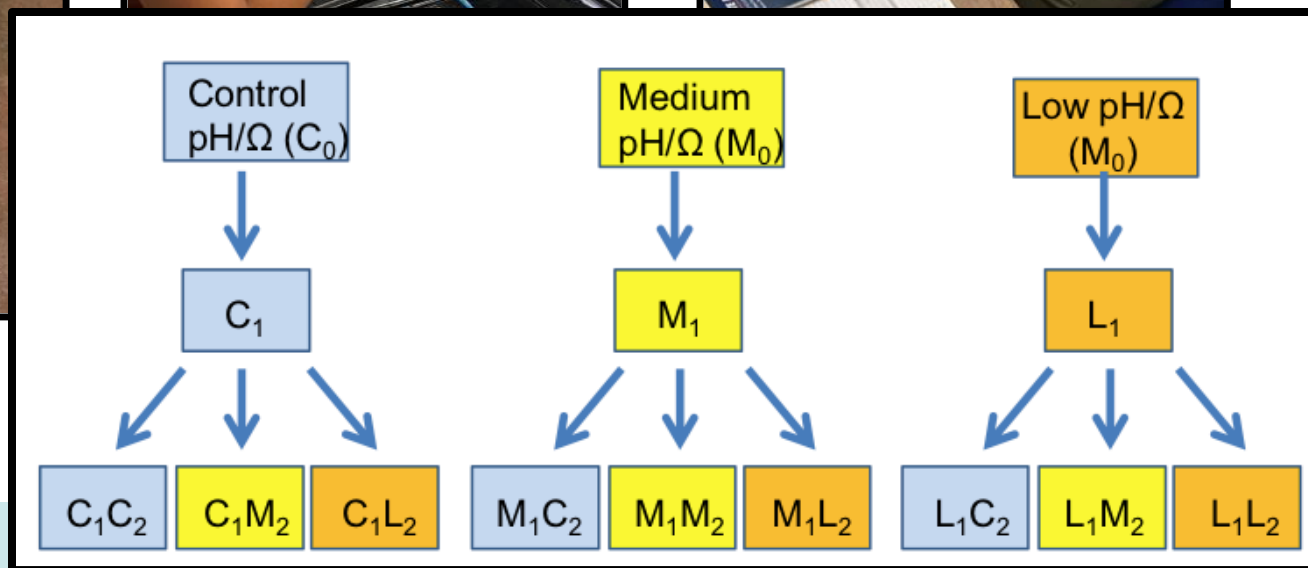 Control
pH/Ω (C₀)
Medium
pH/Ω (M₀)
Low pH/Ω
(M₀)
C₁
M₁
L₁
C₁C₂
C₁M₂
C₁L₂
M₁C₂
M₁M₂
M₁L₂
L₁C₂
L₁M₂
L₁L₂